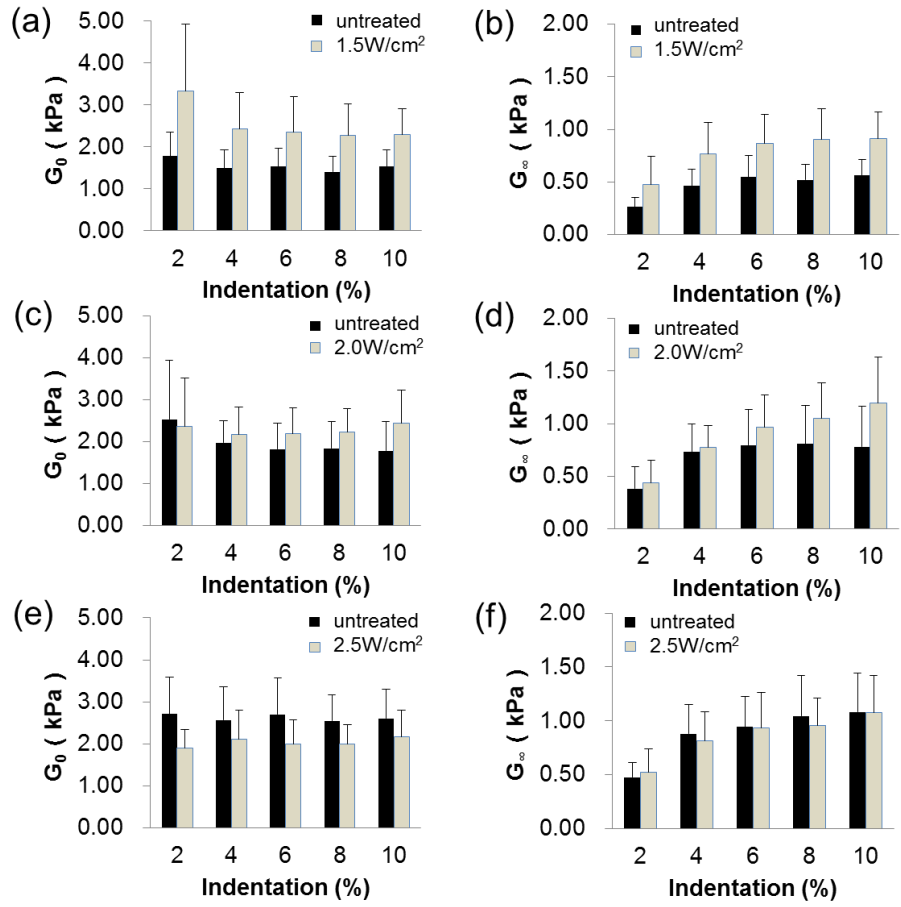 (a)
5.00
4.00
3.00
2.00
1.00
0.00
G₀ ( kPa )
untreated
1.5W/cm²
2 4 6 8 10
Indentation (%)
(b)
2.00
1.50
1.00
0.50
0.00
G∞ ( kPa )
untreated
1.5W/cm²
2 4 6 8 10
Indentation (%)
(c)
5.00
4.00
3.00
2.00
1.00
0.00
G₀ ( kPa )
untreated
2.0W/cm²
2 4 6 8 10
Indentation (%)
(d)
2.00
1.50
1.00
0.50
0.00
G∞ ( kPa )
untreated
2.0W/cm²
2 4 6 8 10
Indentation (%)
(e)
5.00
4.00
3.00
2.00
1.00
0.00
G₀ ( kPa )
untreated
2.5W/cm²
2 4 6 8 10
Indentation (%)
(f)
2.00
1.50
1.00
0.50
0.00
G∞ ( kPa )
untreated
2.5W/cm²
2 4 6 8 10
Indentation (%)